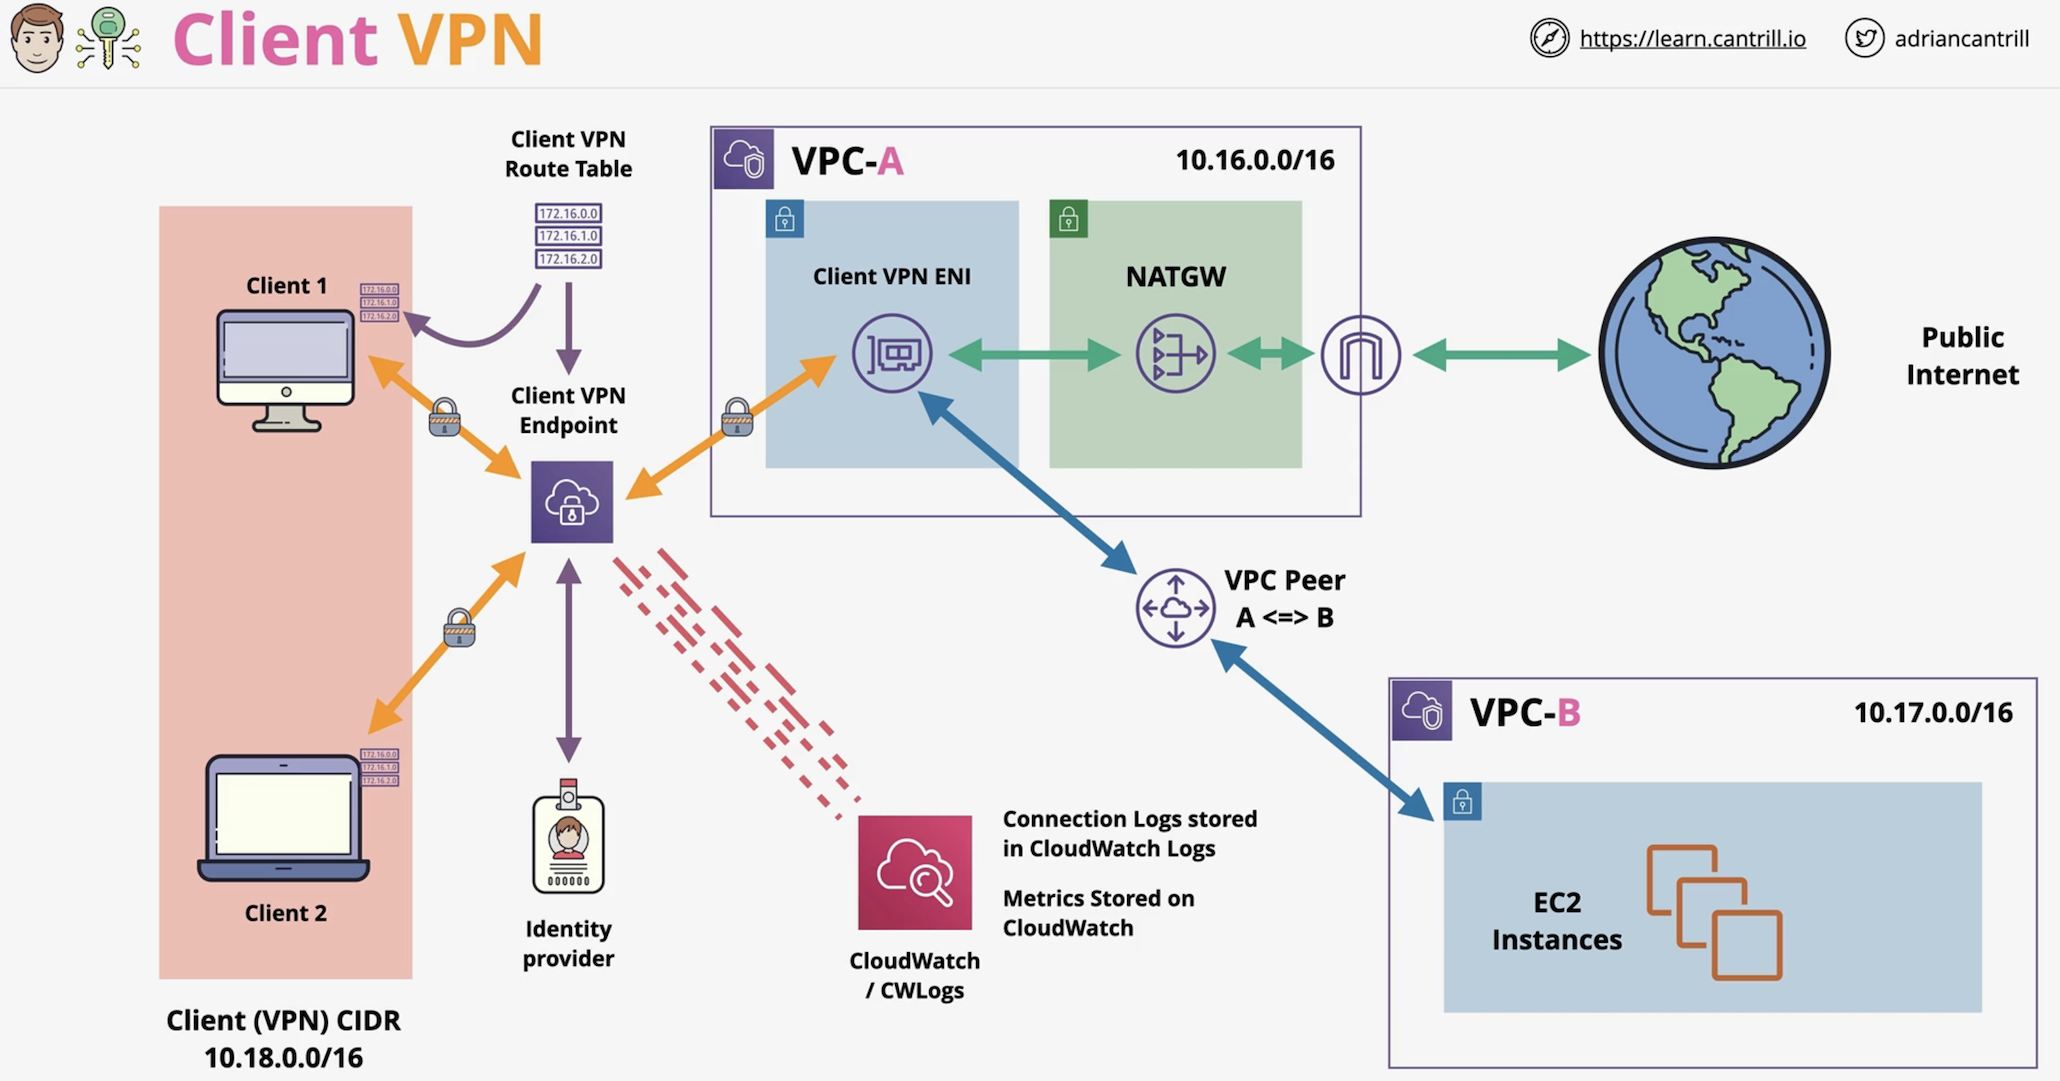 Client VPN
https://learn.cantrill.io
adriancantrill
Client VPN
Route Table
172.16.0.0
172.16.1.0
172.16.2.0
Client 1
172.16.0.0
172.16.1.0
172.16.2.0
Client VPN
Endpoint
VPC-A
10.16.0.0/16
Client VPN ENI
NATGW
Public
Internet
VPC Peer
A <=> B
VPC-B
10.17.0.0/16
EC2
Instances
172.16.0.0
172.16.1.0
172.16.2.0
Client 2
Identity
provider
Connection Logs stored
in CloudWatch Logs
Metrics Stored on
CloudWatch
CloudWatch
/ CWLogs
Client (VPN) CIDR
10.18.0.0/16